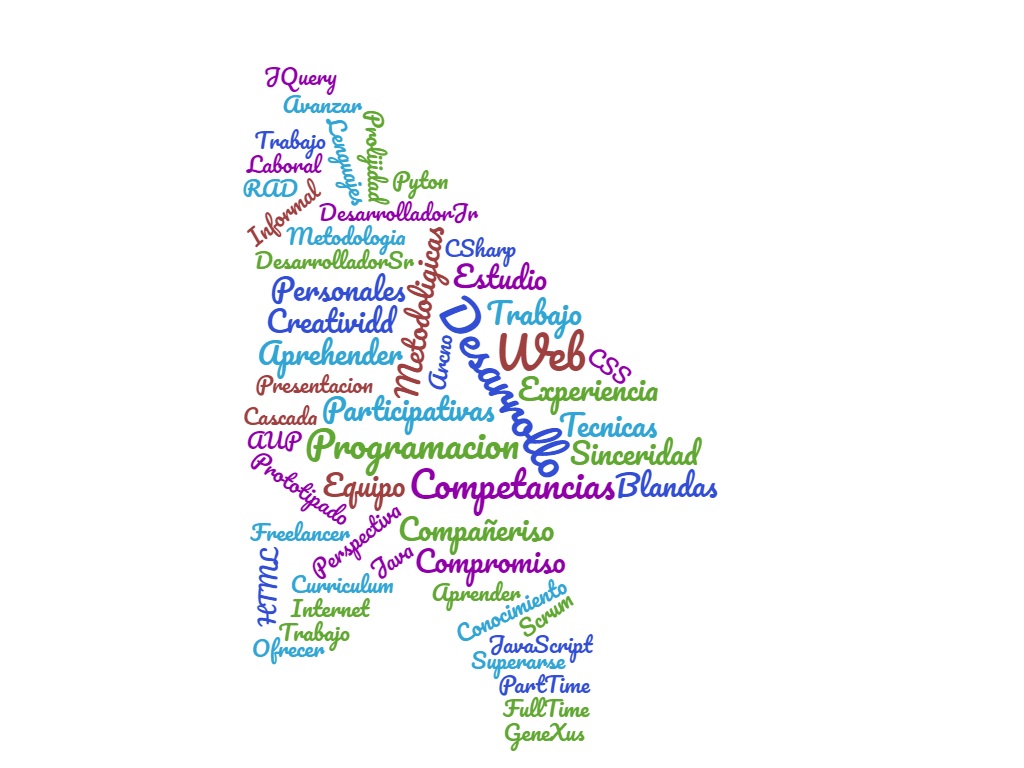 JQuery
Avanzar
Lenguajes
Prolijidad
Trabajo
Laboral
RAD
Pyton
Informal
DesarrolladorJr
Metodologia
Metodoligicas
CSharp
DesarrolladorSr
Estudio
Personales
Desarrollo
Trabajo
Creatividd
Web
Aprehender
Arcno
CSS
Presentacion
Experiencia
Cascada
Participativas
Tecnicas
AUP
Programacion
Sinceridad
Prototipado
Equipo
Competancias
Blandas
Freelancer
Perspectiva
Compañeriso
Java
Compromiso
HTML
Curriculum
Aprender
Conocimiento
Scrum
Internet
Trabajo
Ofrecer
JavaScript
Superarse
PartTime
FullTime
GeneXus